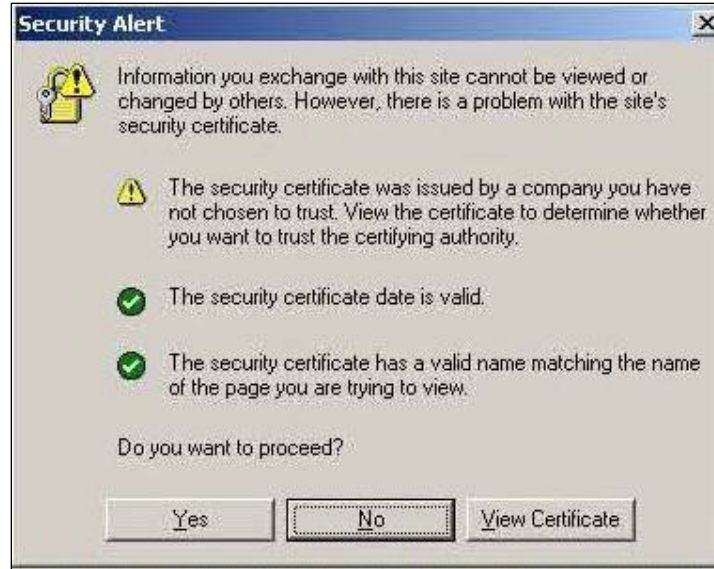 Security Alert
Information you exchange with this site cannot be viewed or
changed by others. However, there is a problem with the site's
security certificate.
The security certificate was issued by a company you have
not chosen to trust. View the certificate to determine whether
you want to trust the certifying authority.
The security certificate date is valid.
The security certificate has a valid name matching the name
of the page you are trying to view.
Do you want to proceed?
Yes No View Certificate